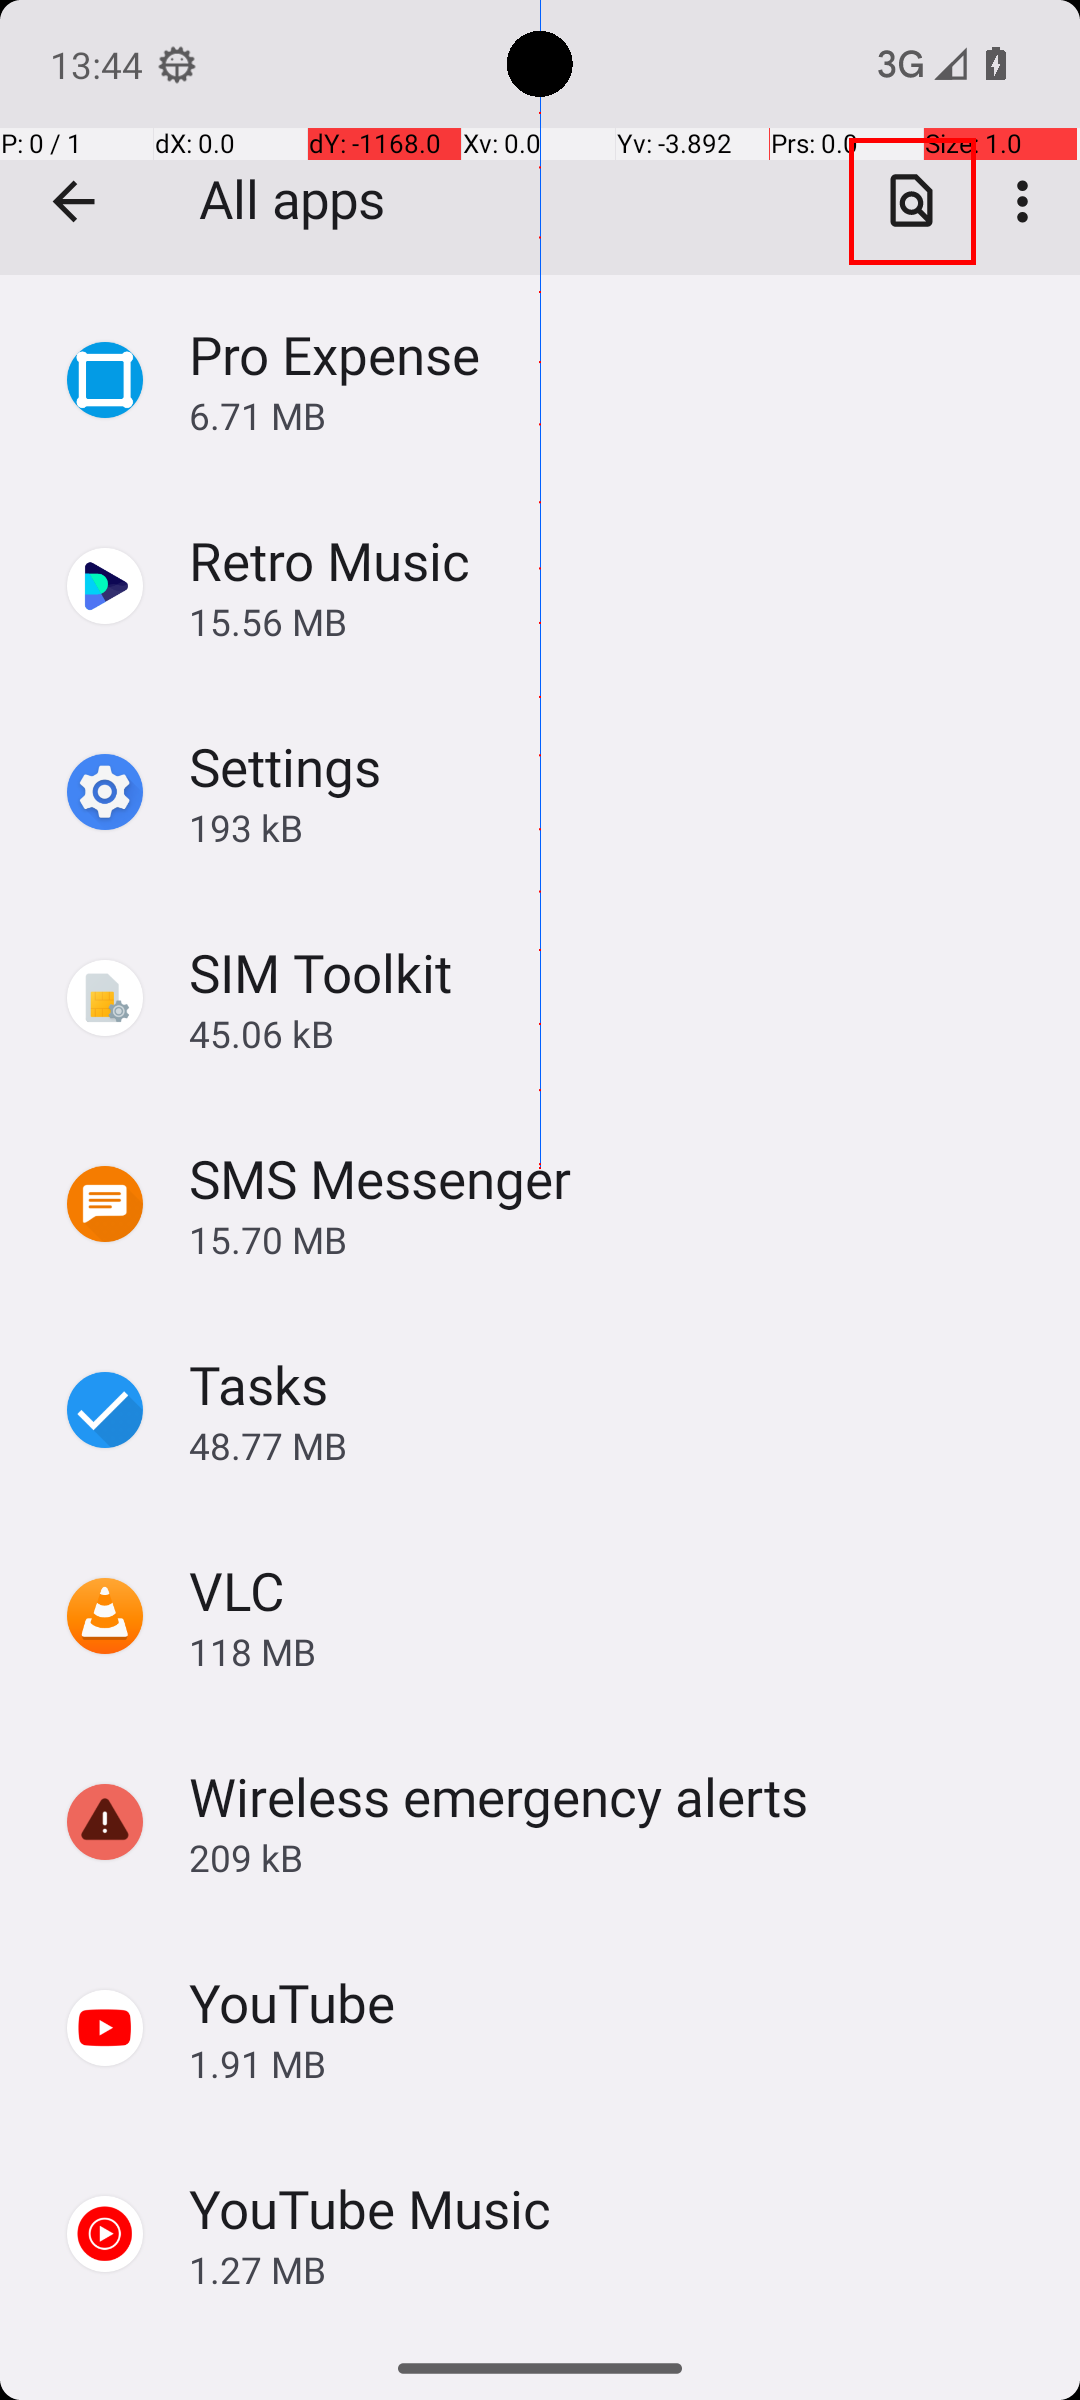 13:44
3G
P: 0 / 1 dX: 0.0 dY: -1168.0 Xv: 0.0 Yv: -3.892 Prs: 0.0 Size: 1.0
All apps
Pro Expense
6.71 MB
Retro Music
15.56 MB
Settings
193 kB
SIM Toolkit
45.06 kB
SMS Messenger
15.70 MB
Tasks
48.77 MB
VLC
118 MB
Wireless emergency alerts
209 kB
YouTube
1.91 MB
YouTube Music
1.27 MB